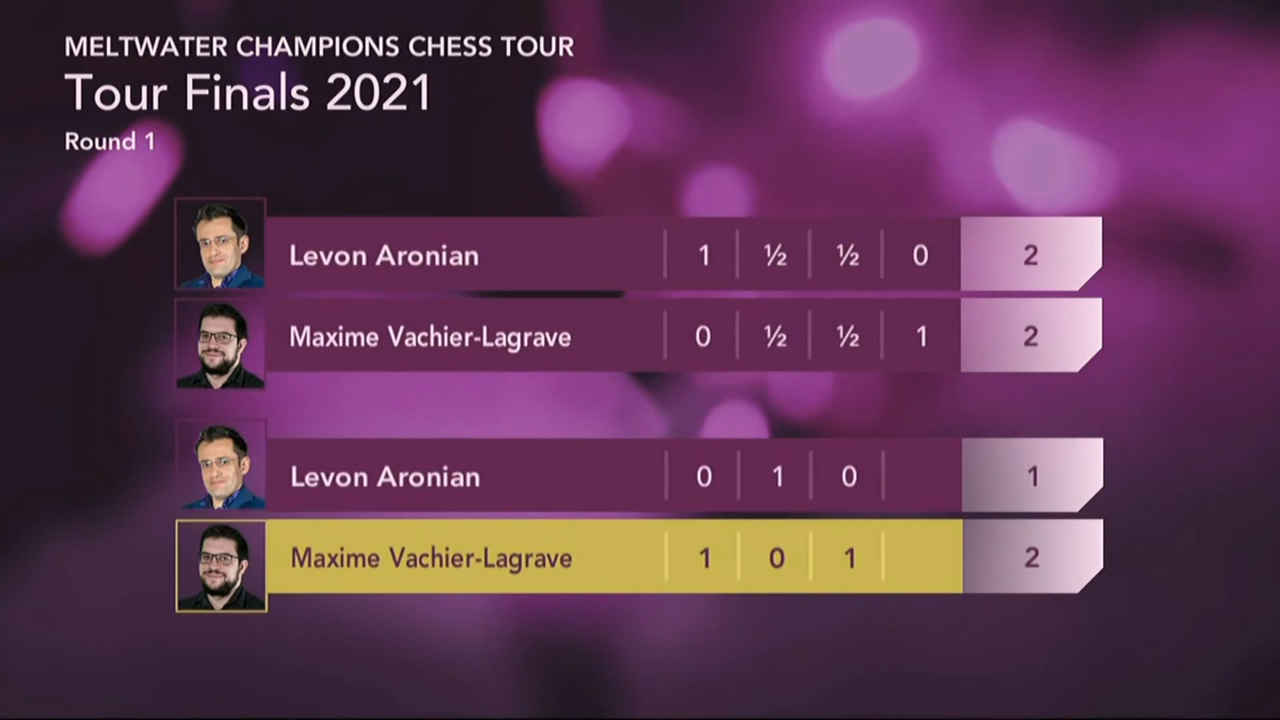 MELTWATER CHAMPIONS CHESS TOUR
Tour Finals 2021
Round 1
Levon Aronian 1 ½ ½ 0 2
Maxime Vachier-Lagrave 0 ½ ½ 1 2
Levon Aronian 0 1 0 1
Maxime Vachier-Lagrave 1 0 1 2